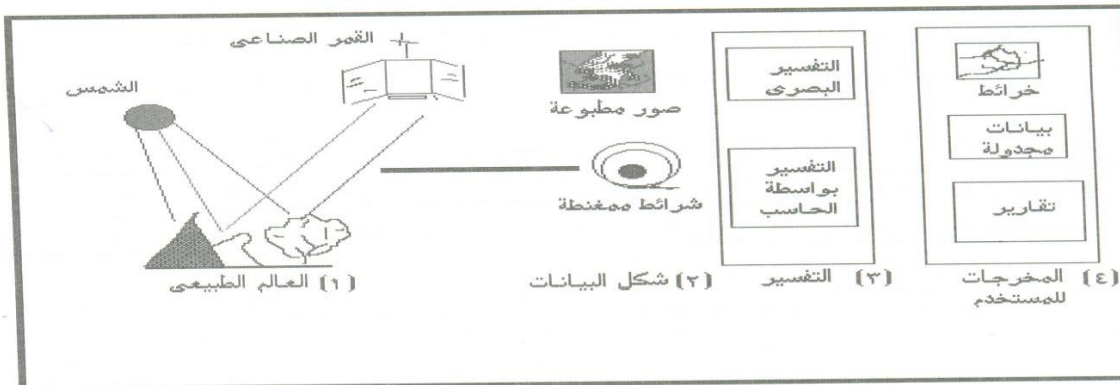 القمر الصناعى
الشمس
صور مطبوعة
شرائط ممغنطة
التفسير
البصرى
التفسير
بواسطة
الحاسب
خرائط
بيانات
مجدولة
تقارير
(١) العالم الطبيعى
(٢) شكل البيانات
(٣) التفسير
(٤) المخرجات
للمستخدم